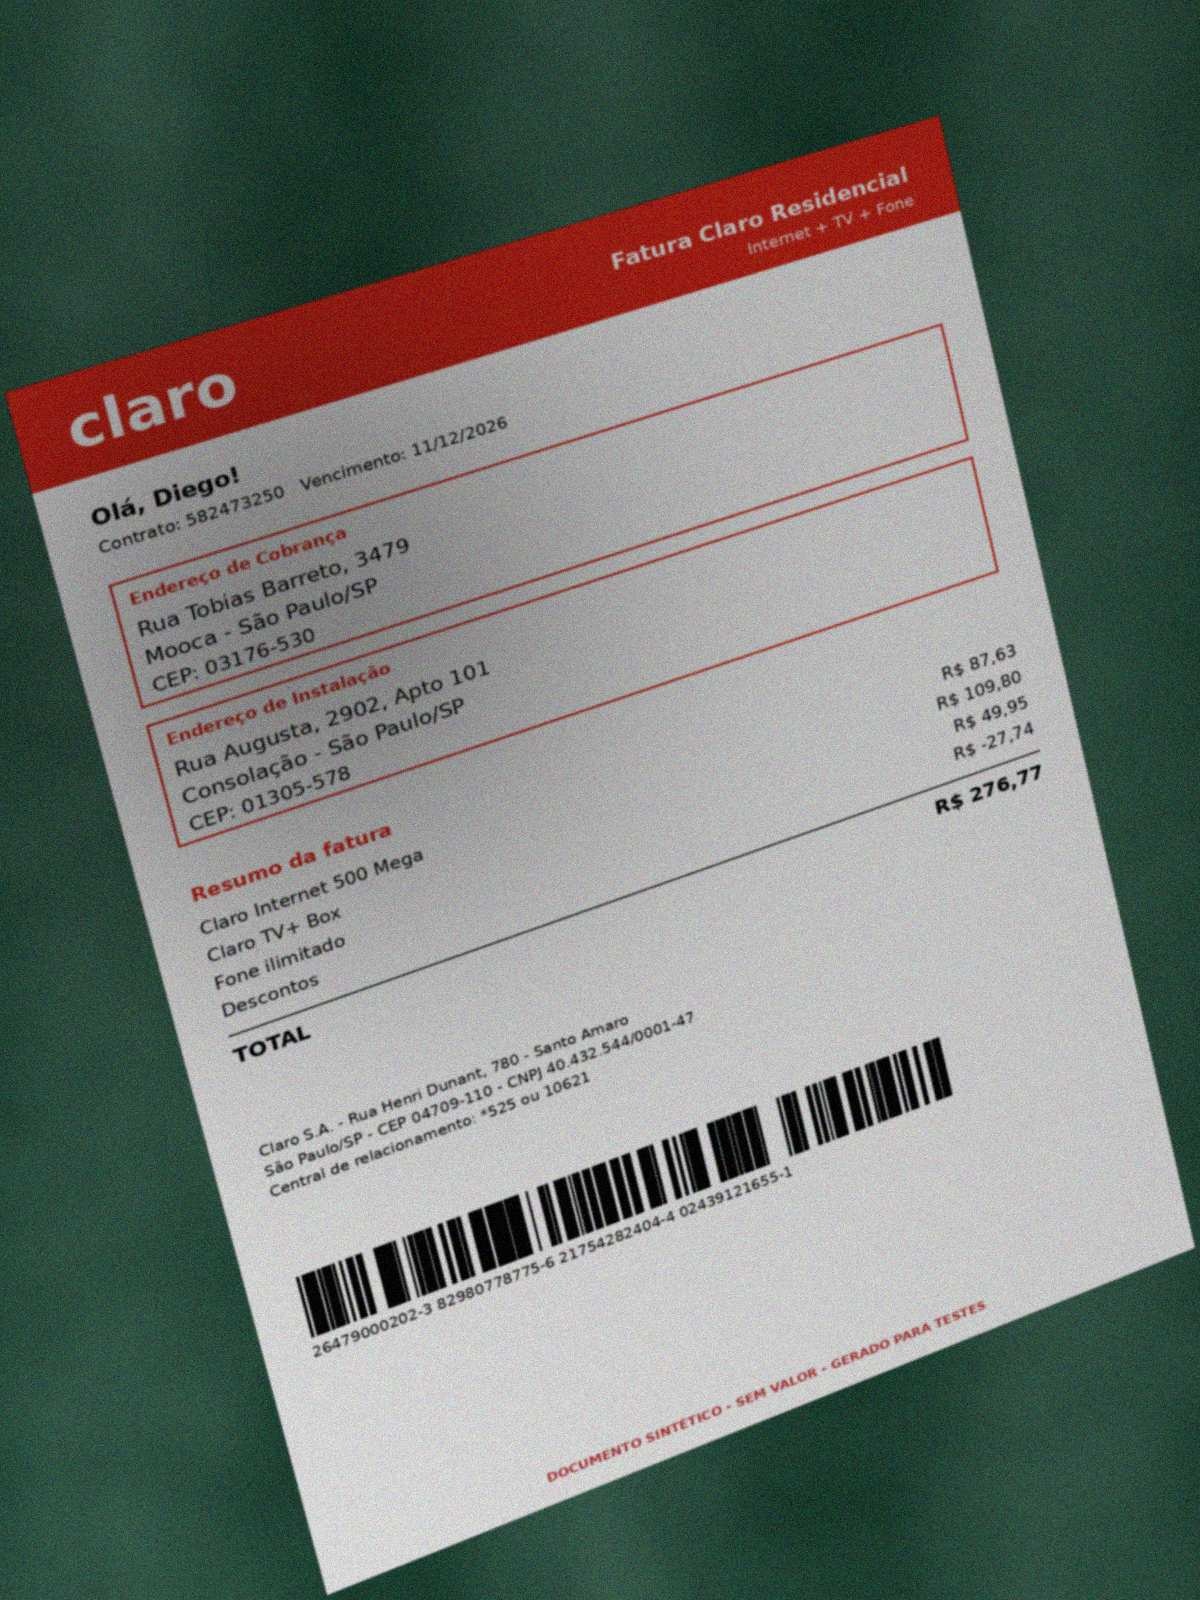 claro
Fatura Claro Residencial
Internet + TV + Fone
Olá, Diego!
Contrato: 582473250 Vencimento: 11/12/2026
Endereço de Cobrança
Rua Tobias Barreto, 3479
Mooca - São Paulo/SP
CEP: 03176-530
Endereço de Instalação
Rua Augusta, 2902, Apto 101
Consolação - São Paulo/SP
CEP: 01305-578
Resumo da fatura
Claro Internet 500 Mega R$ 87,63
Claro TV+ Box R$ 109,80
Fone ilimitado R$ 49,95
Descontos R$ -27,74
TOTAL R$ 276,77
Claro S.A. - Rua Henri Dunant, 780 - Santo Amaro
São Paulo/SP - CEP 04709-110 - CNPJ 40.432.544/0001-47
Central de relacionamento: *525 ou 10621
26479000202-3 82980778775-6 21754282404-4 02439121655-1
DOCUMENTO SINTÉTICO - SEM VALOR - GERADO PARA TESTES